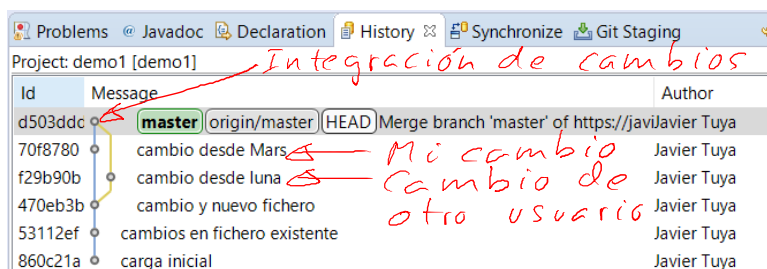 Problems @ Javadoc Declaration History Synchronize Git Staging
Project: demo1 [demo1]
Integración de cambios
Id Message Author
d503ddc master origin/master HEAD Merge branch 'master' of https://javi Javier Tuya
70f8780 cambio desde Mars Mi cambio Javier Tuya
f29b90b cambio desde luna Cambio de Javier Tuya
470eb3b cambio y nuevo fichero otro usuario Javier Tuya
53112ef cambios en fichero existente Javier Tuya
860c21a carga inicial Javier Tuya